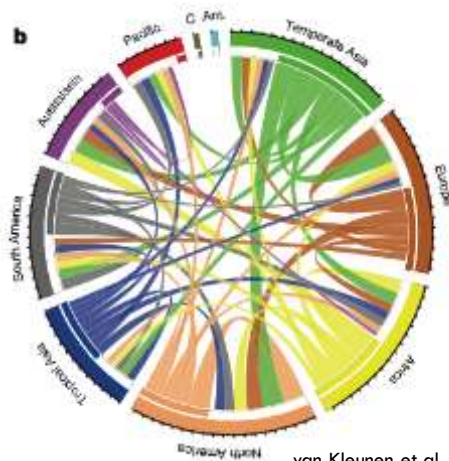 b
Pacific
C
Ant.
Temperate Asia
Europe
Africa
North America
Tropical Asia
South America
Australasia
van Kleunen et al